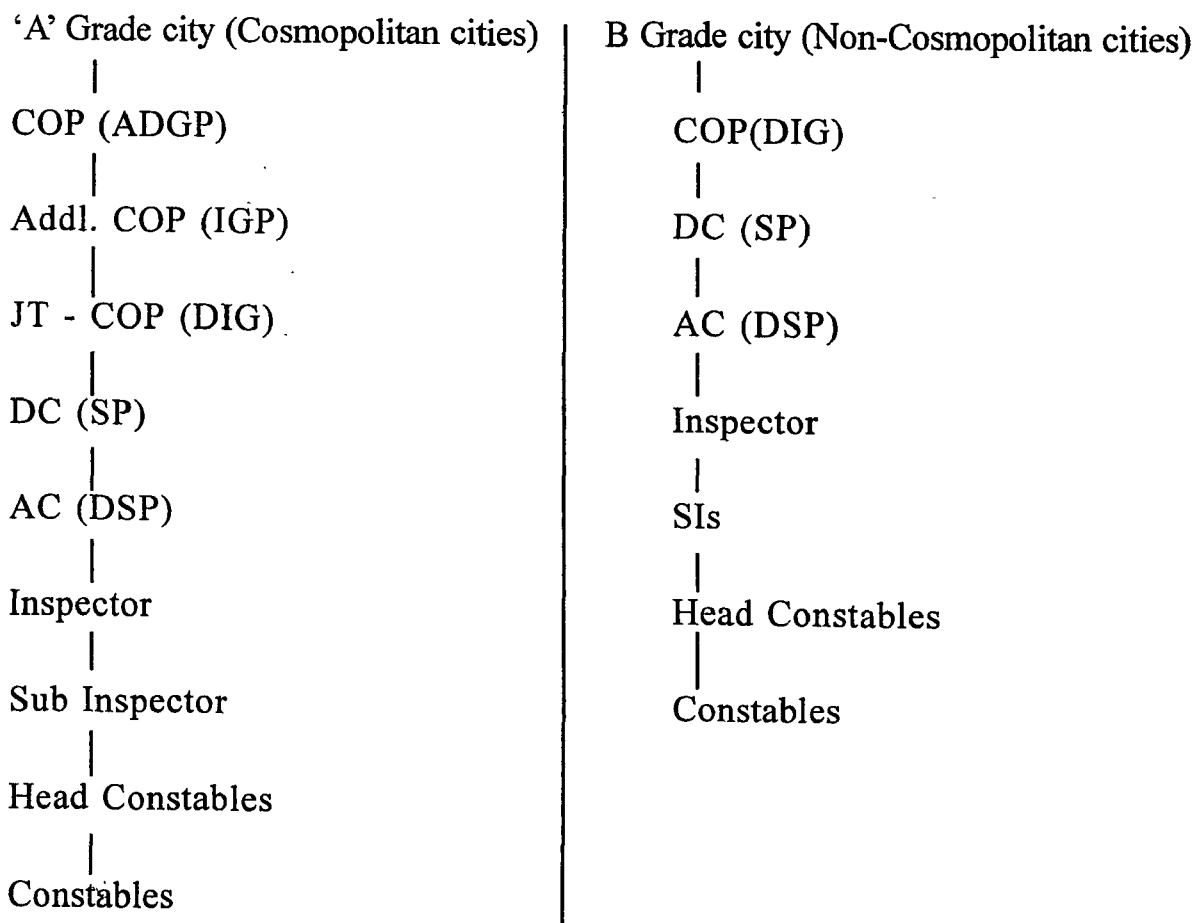 ‘A’ Grade city (Cosmopolitan cities)
COP (ADGP)
Addl. COP (IGP)
JT - COP (DIG)
DC (SP)
AC (DSP)
Inspector
Sub Inspector
Head Constables
Constables
B Grade city (Non-Cosmopolitan cities)
COP(DIG)
DC (SP)
AC (DSP)
Inspector
SIs
Head Constables
Constables